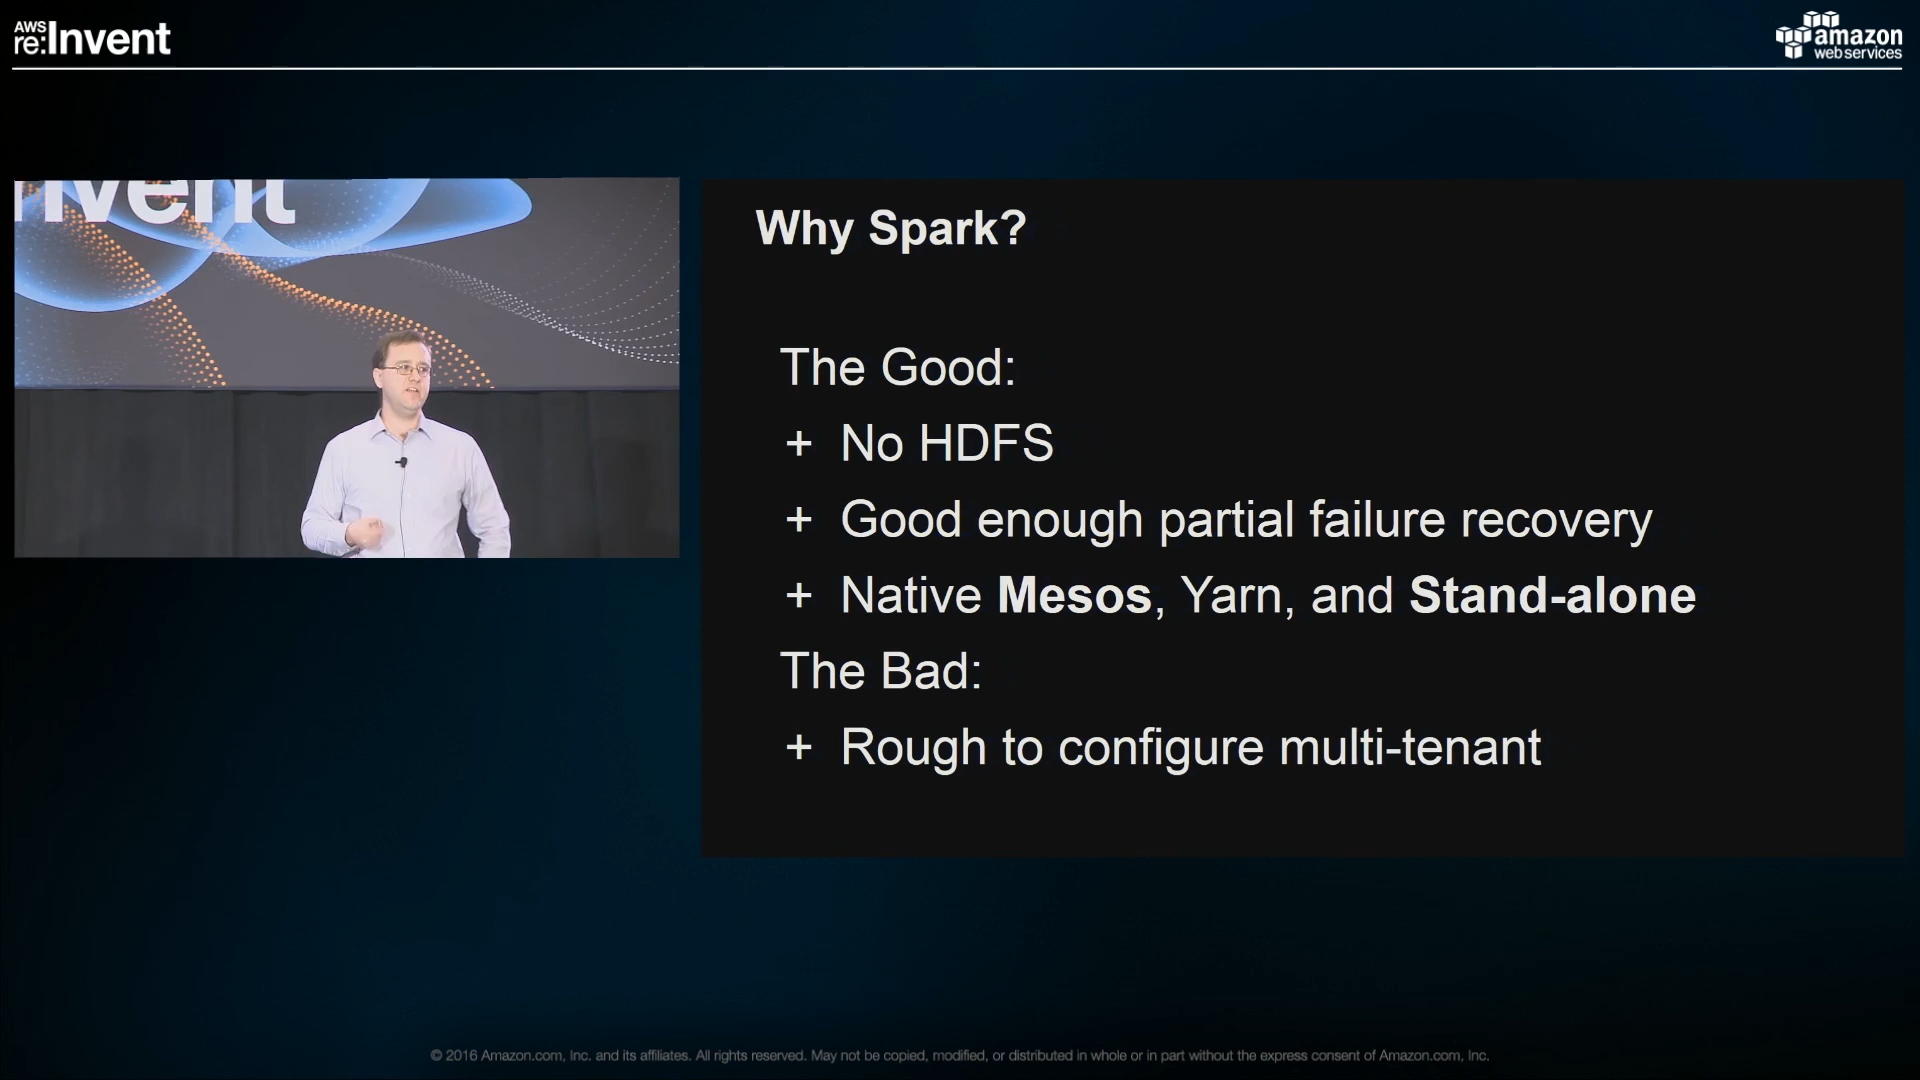 AWS
re:Invent
amazon
web services
invent
Why Spark?
The Good:
+ No HDFS
+ Good enough partial failure recovery
+ Native Mesos, Yarn, and Stand-alone
The Bad:
+ Rough to configure multi-tenant
© 2016 Amazon.com, Inc. and its affiliates. All rights reserved. May not be copied, modified, or distributed in whole or in part without the express consent of Amazon.com, Inc.